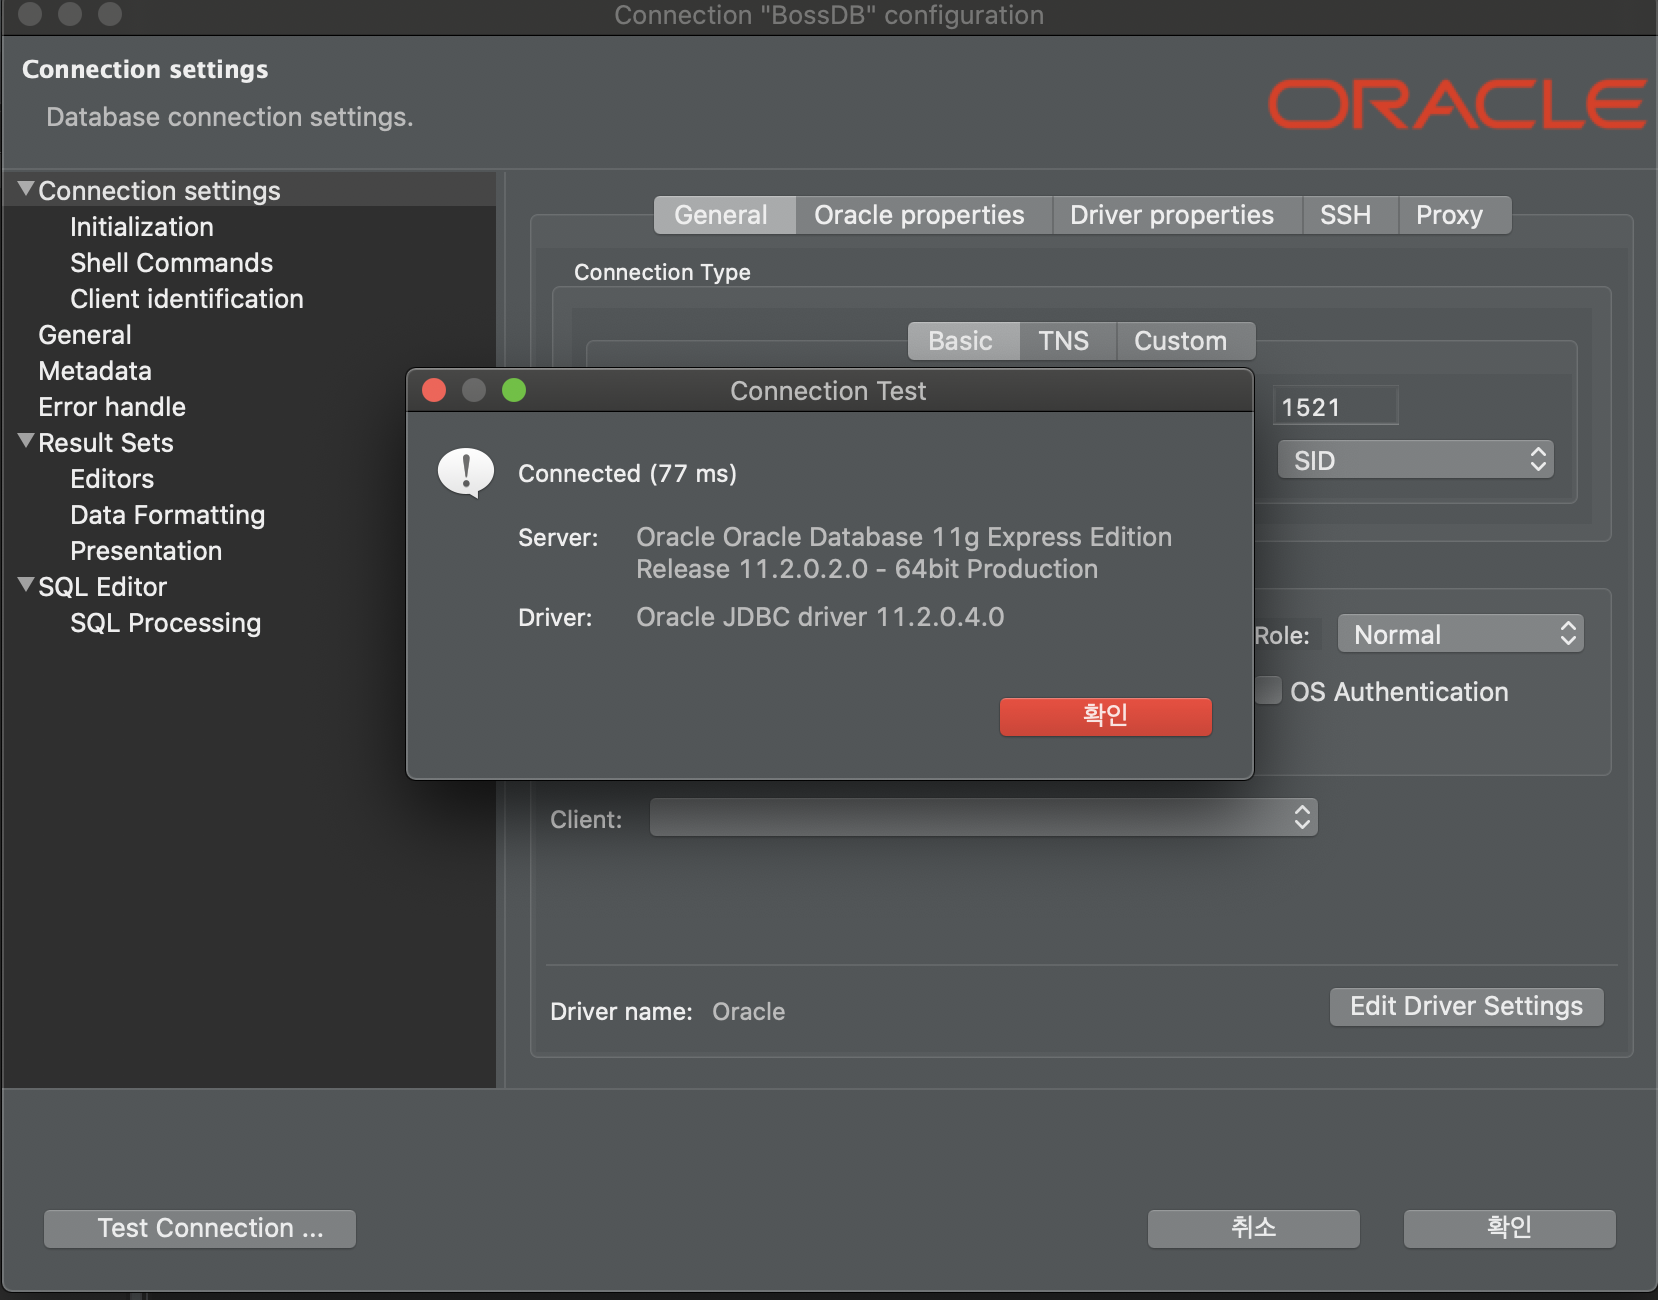 Connection "BossDB" configuration
Connection settings
Database connection settings.
ORACLE
Connection settings
Initialization
Shell Commands
Client identification
General
Metadata
Error handle
Result Sets
Editors
Data Formatting
Presentation
SQL Editor
SQL Processing
General Oracle properties Driver properties SSH Proxy
Connection Type
Basic TNS Custom
1521
SID
Connection Test
Connected (77 ms)
Server: Oracle Oracle Database 11g Express Edition
Release 11.2.0.2.0 - 64bit Production
Driver: Oracle JDBC driver 11.2.0.4.0
확인
Role: Normal
OS Authentication
Client:
Driver name: Oracle
Edit Driver Settings
Test Connection ...
취소
확인